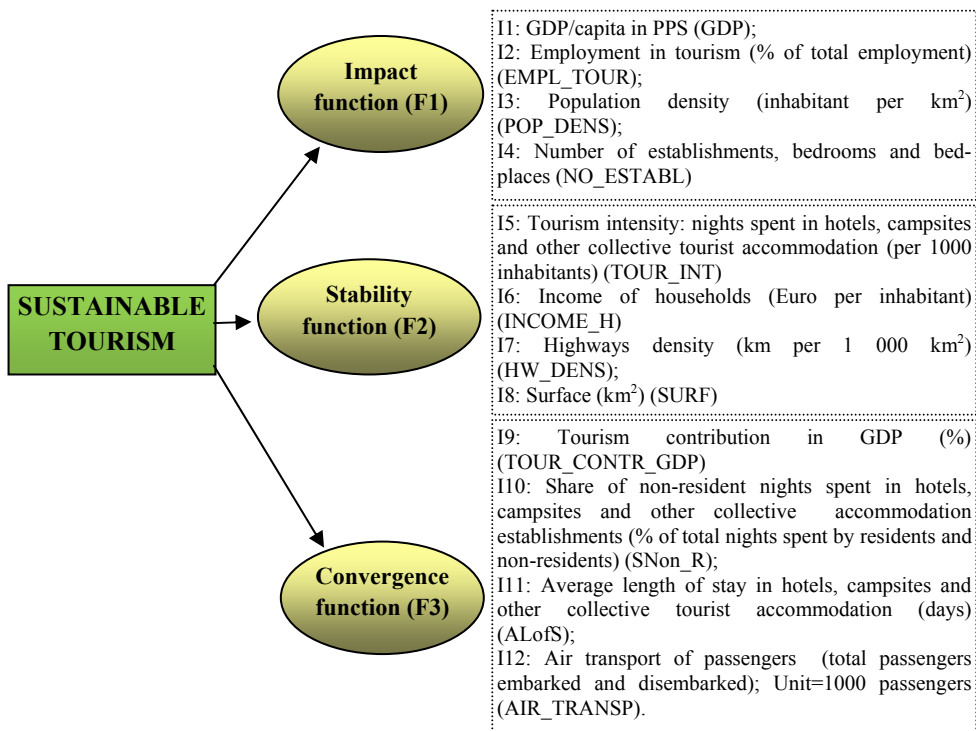 SUSTAINABLE
TOURISM
Impact
function (F1)
I1: GDP/capita in PPS (GDP);
I2: Employment in tourism (% of total employment)
(EMPL_TOUR);
I3: Population density (inhabitant per km²)
(POP_DENS);
I4: Number of establishments, bedrooms and bed-
places (NO_ESTABL)
Stability
function (F2)
I5: Tourism intensity: nights spent in hotels, campsites
and other collective tourist accommodation (per 1000
inhabitants) (TOUR_INT)
I6: Income of households (Euro per inhabitant)
(INCOME_H)
I7: Highways density (km per 1 000 km²)
(HW_DENS);
I8: Surface (km²) (SURF)
Convergence
function (F3)
I9: Tourism contribution in GDP (%)
(TOUR_CONTR_GDP)
I10: Share of non-resident nights spent in hotels,
campsites and other collective accommodation
establishments (% of total nights spent by residents and
non-residents) (SNon_R);
I11: Average length of stay in hotels, campsites and
other collective tourist accommodation (days)
(ALofS);
I12: Air transport of passengers (total passengers
embarked and disembarked); Unit=1000 passengers
(AIR_TRANSP).